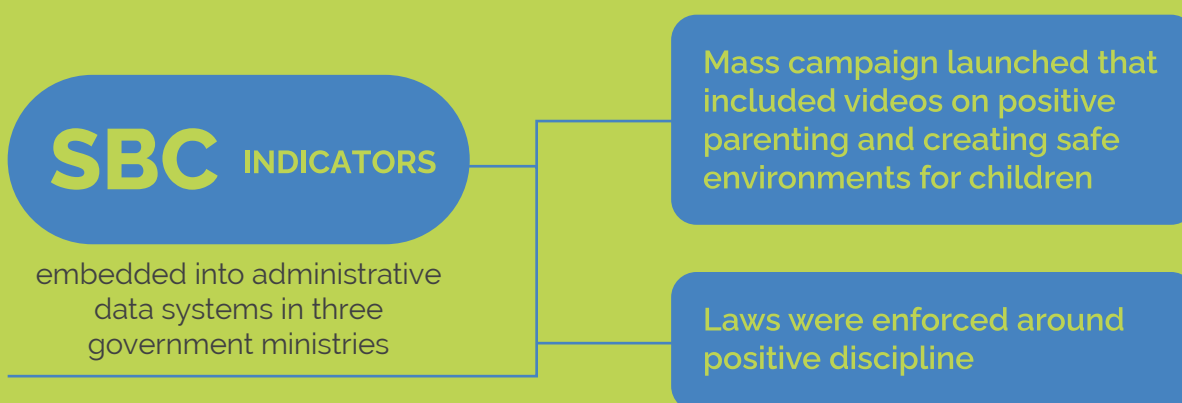 SBC INDICATORS
embedded into administrative
data systems in three
government ministries
Mass campaign launched that
included videos on positive
parenting and creating safe
environments for children
Laws were enforced around
positive discipline